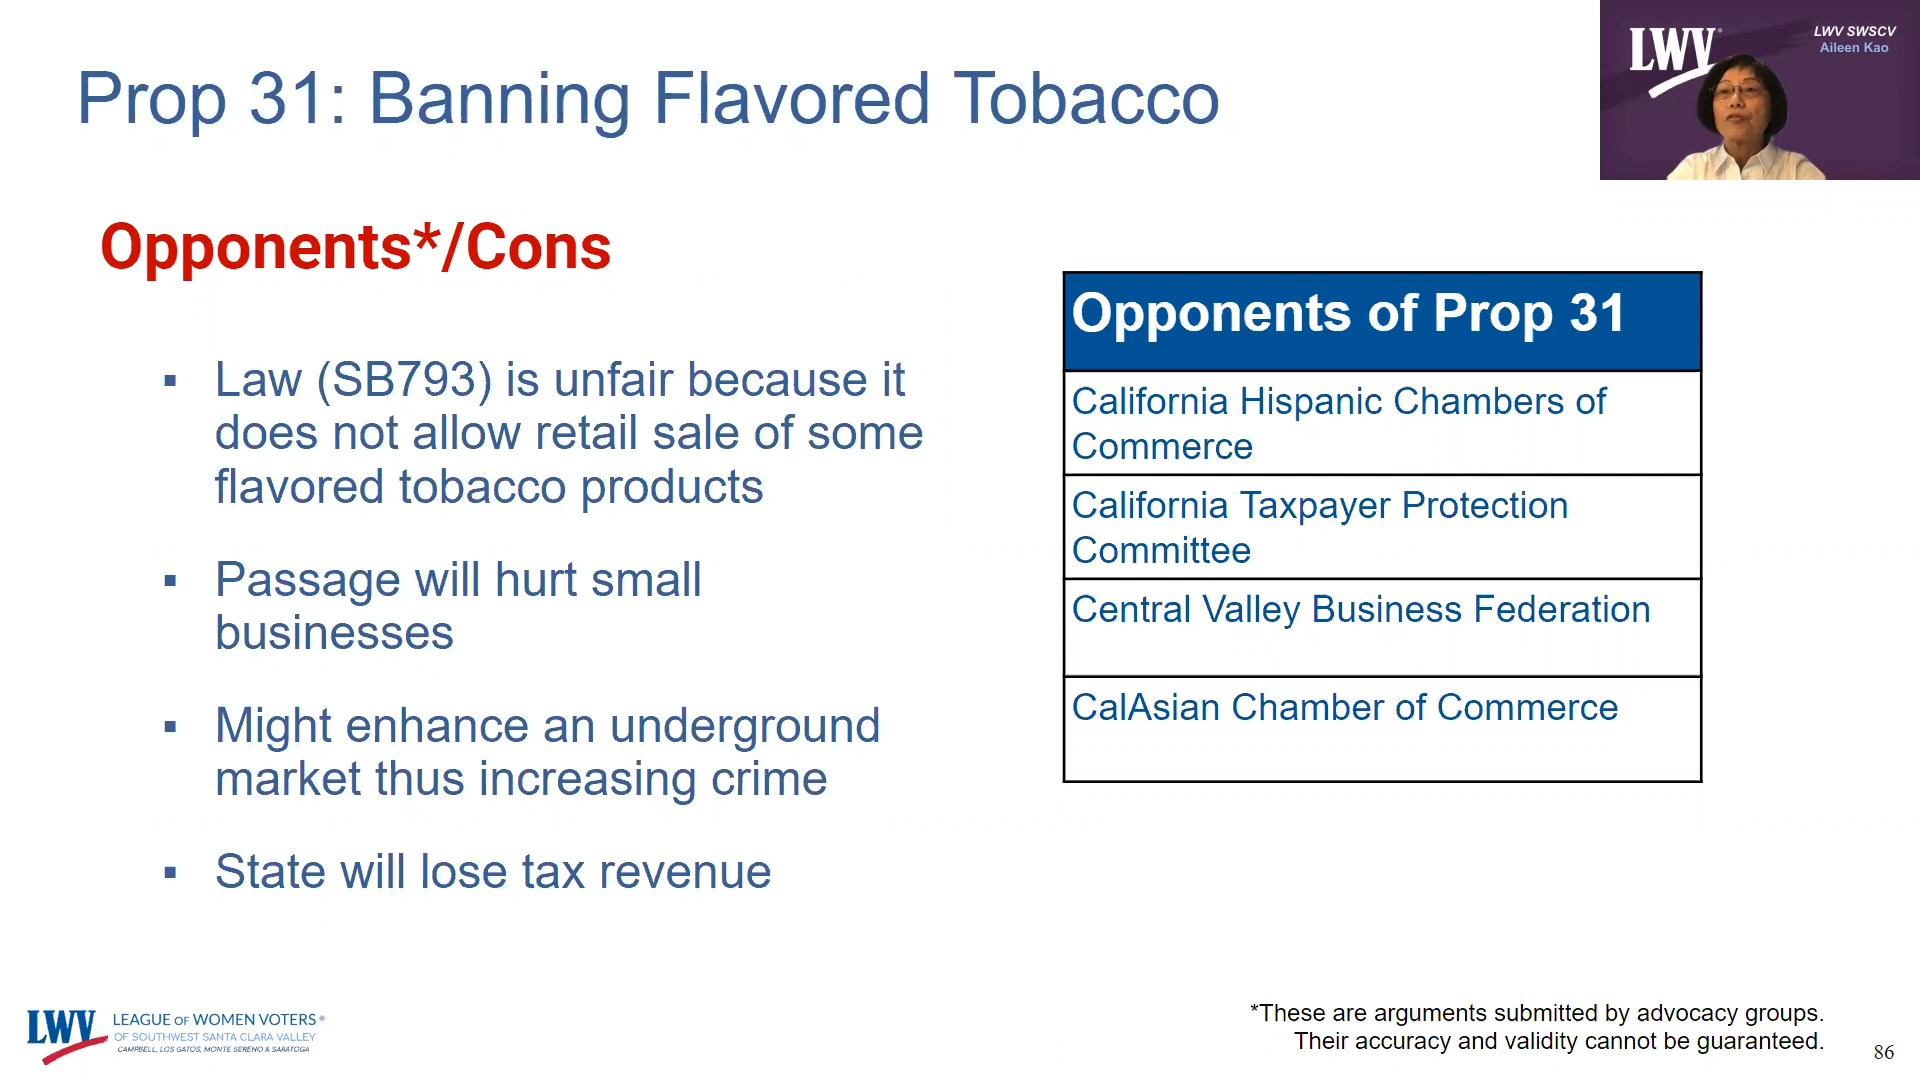 Prop 31: Banning Flavored Tobacco
LWV
LWV SWSCV
Aileen Kao
Opponents*/Cons
▪ Law (SB793) is unfair because it
does not allow retail sale of some
flavored tobacco products
▪ Passage will hurt small
businesses
▪ Might enhance an underground
market thus increasing crime
▪ State will lose tax revenue
Opponents of Prop 31
California Hispanic Chambers of
Commerce
California Taxpayer Protection
Committee
Central Valley Business Federation
CalAsian Chamber of Commerce
LWV
LEAGUE OF WOMEN VOTERS®
OF SOUTHWEST SANTA CLARA VALLEY
CAMPBELL, LOS GATOS, MONTE SERENO & SARATOGA
*These are arguments submitted by advocacy groups.
Their accuracy and validity cannot be guaranteed.
86